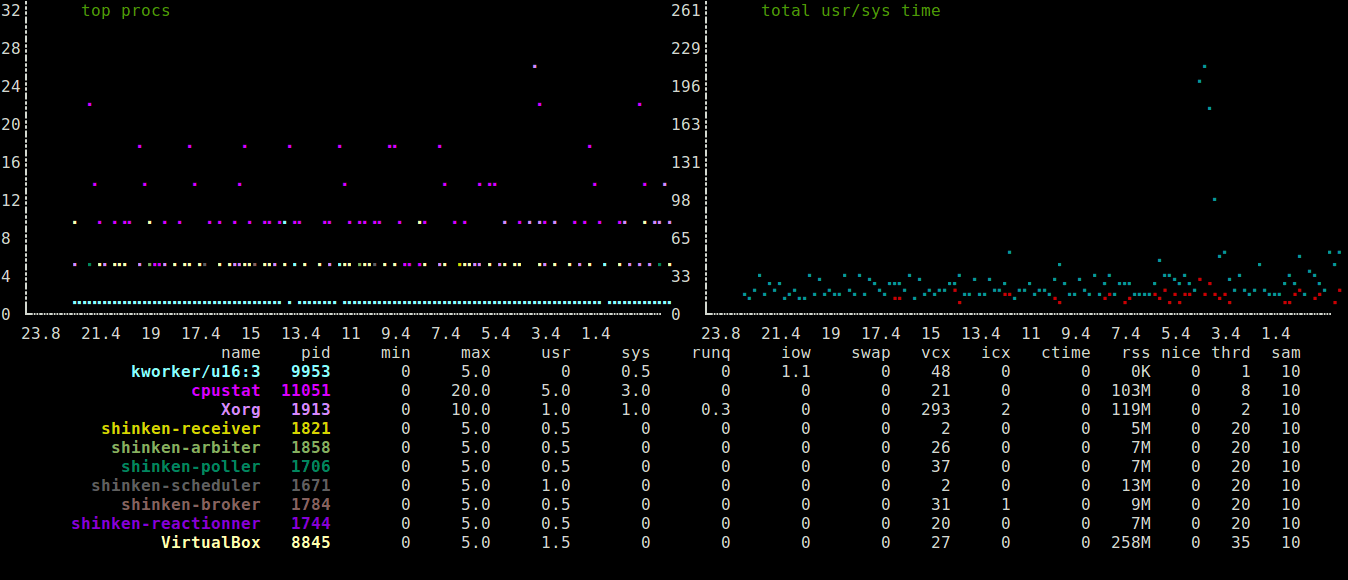 32 top procs 261 total usr/sys time
28 229
24 196
20 163
16 131
12 98
8 65
4 33
0 0
23.8 21.4 19 17.4 15 13.4 11 9.4 7.4 5.4 3.4 1.4 23.8 21.4 19 17.4 15 13.4 11 9.4 7.4 5.4 3.4 1.4
name pid min max usr sys runq iow swap vcx icx ctime rss nice thrd sam
kworker/u16:3 9953 0 5.0 0 0.5 0 1.1 0 48 0 0 0K 0 1 10
cpustat 11051 0 20.0 5.0 3.0 0 0 0 21 0 0 103M 0 8 10
Xorg 1913 0 10.0 1.0 1.0 0.3 0 0 293 2 0 119M 0 2 10
shinken-receiver 1821 0 5.0 0.5 0 0 0 0 2 0 0 5M 0 20 10
shinken-arbiter 1858 0 5.0 0.5 0 0 0 0 26 0 0 7M 0 20 10
shinken-poller 1706 0 5.0 0.5 0 0 0 0 37 0 0 7M 0 20 10
shinken-scheduler 1671 0 5.0 1.0 0 0 0 0 2 0 0 13M 0 20 10
shinken-broker 1784 0 5.0 0.5 0 0 0 0 31 1 0 9M 0 20 10
shinken-reactionner 1744 0 5.0 0.5 0 0 0 0 20 0 0 7M 0 20 10
VirtualBox 8845 0 5.0 1.5 0 0 0 0 27 0 0 258M 0 35 10